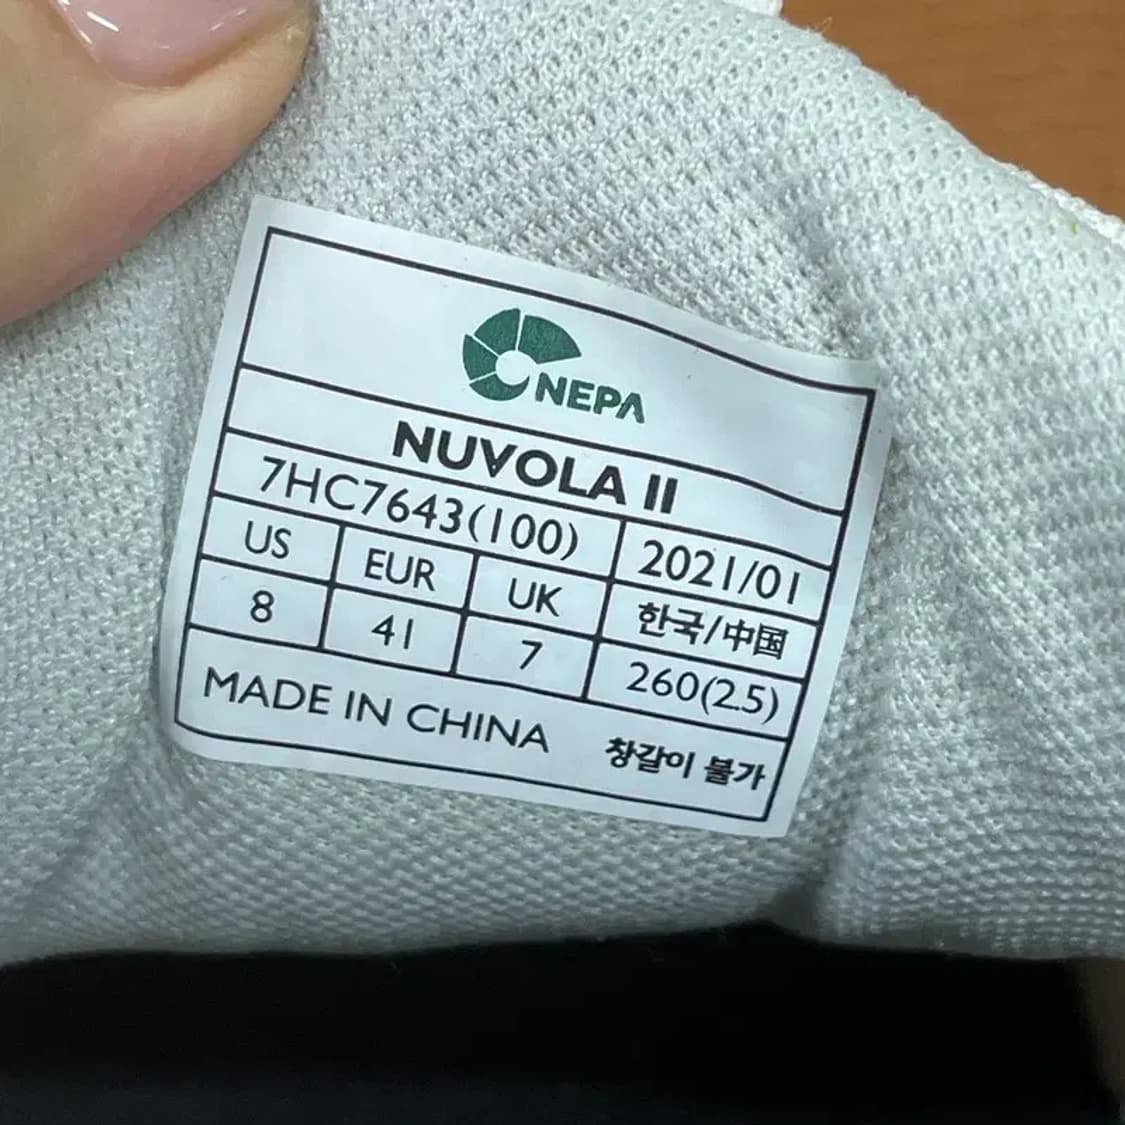 NEPA
NUVOLA II
7HC7643(100) 2021/01
US EUR UK 한국/中国
8 41 7 260(2.5)
MADE IN CHINA 창갈이 불가